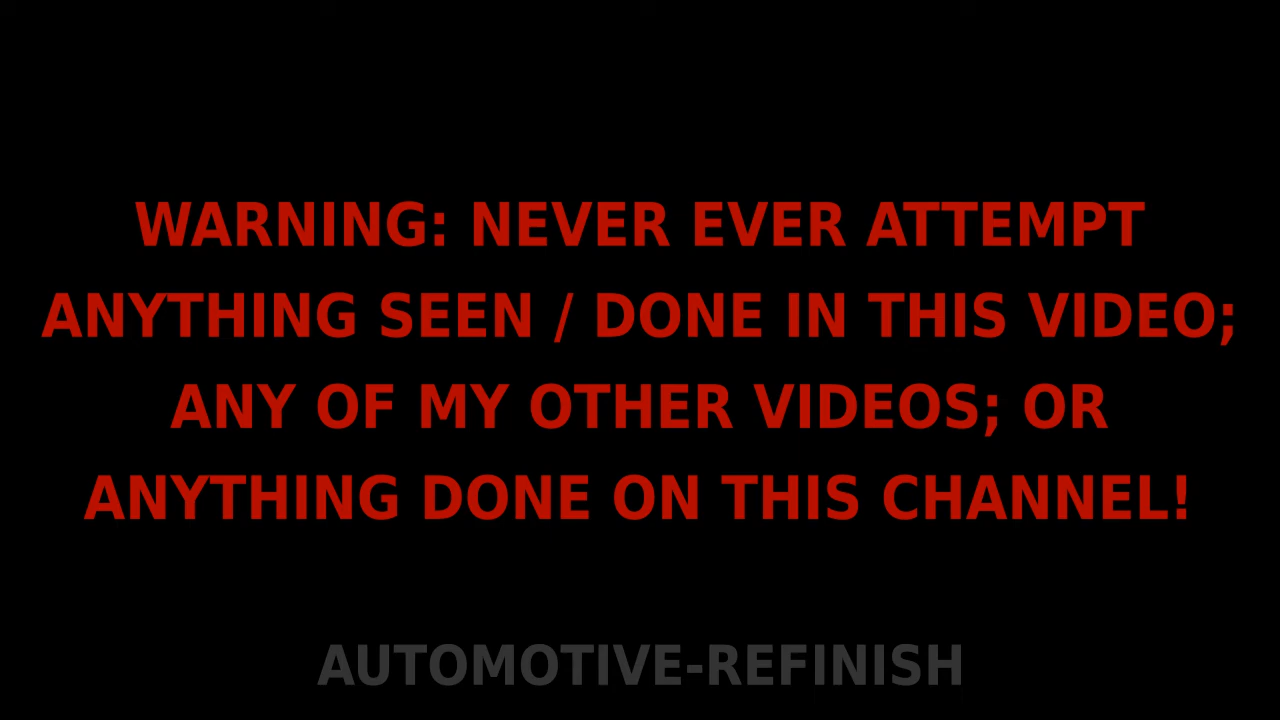 WARNING: NEVER EVER ATTEMPT
ANYTHING SEEN / DONE IN THIS VIDEO;
ANY OF MY OTHER VIDEOS; OR
ANYTHING DONE ON THIS CHANNEL!
AUTOMOTIVE-REFINISH